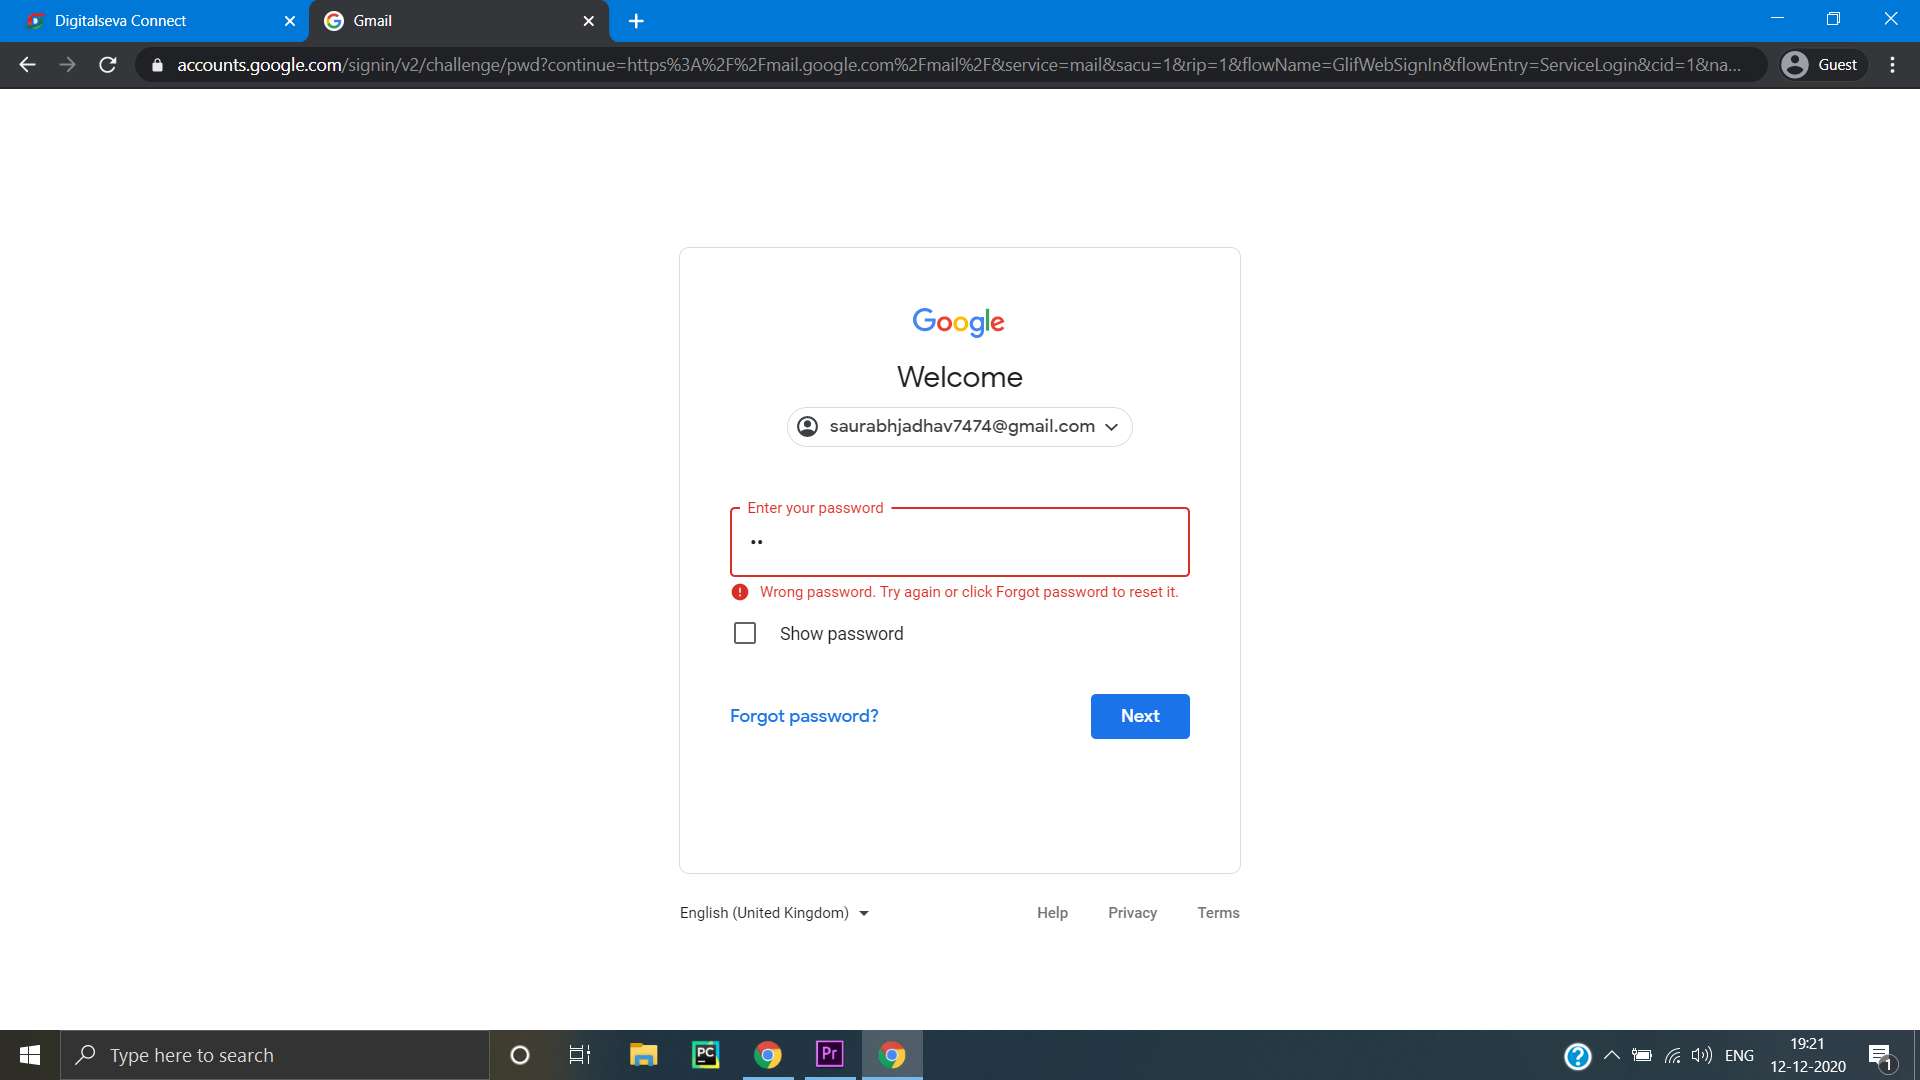 Digitalseva Connect
Gmail
accounts.google.com/signin/v2/challenge/pwd?continue=https%3A%2F%2Fmail.google.com%2Fmail%2F&service=mail&sacu=1&rip=1&flowName=GlifWebSignIn&flowEntry=ServiceLogin&cid=1&na...
Guest
Google
Welcome
saurabhjadhav7474@gmail.com
Enter your password
••
Wrong password. Try again or click Forgot password to reset it.
Show password
Forgot password?
Next
English (United Kingdom)
Help
Privacy
Terms
Type here to search
PC
Pr
ENG
19:21
12-12-2020
1